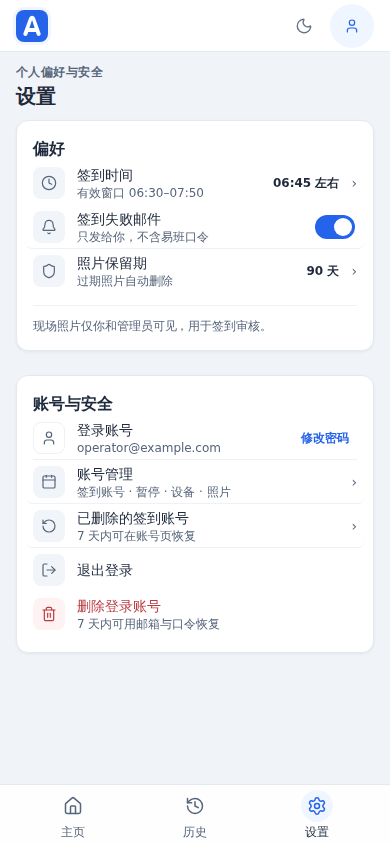 A
个人偏好与安全
设置
偏好
签到时间
有效窗口 06:30–07:50
06:45 左右
签到失败邮件
只发给你，不含易班口令
照片保留期
过期照片自动删除
90 天
现场照片仅你和管理员可见，用于签到审核。
账号与安全
登录账号
operator@example.com
修改密码
账号管理
签到账号 · 暂停 · 设备 · 照片
已删除的签到账号
7 天内可在账号页恢复
退出登录
删除登录账号
7 天内可用邮箱与口令恢复
主页
历史
设置